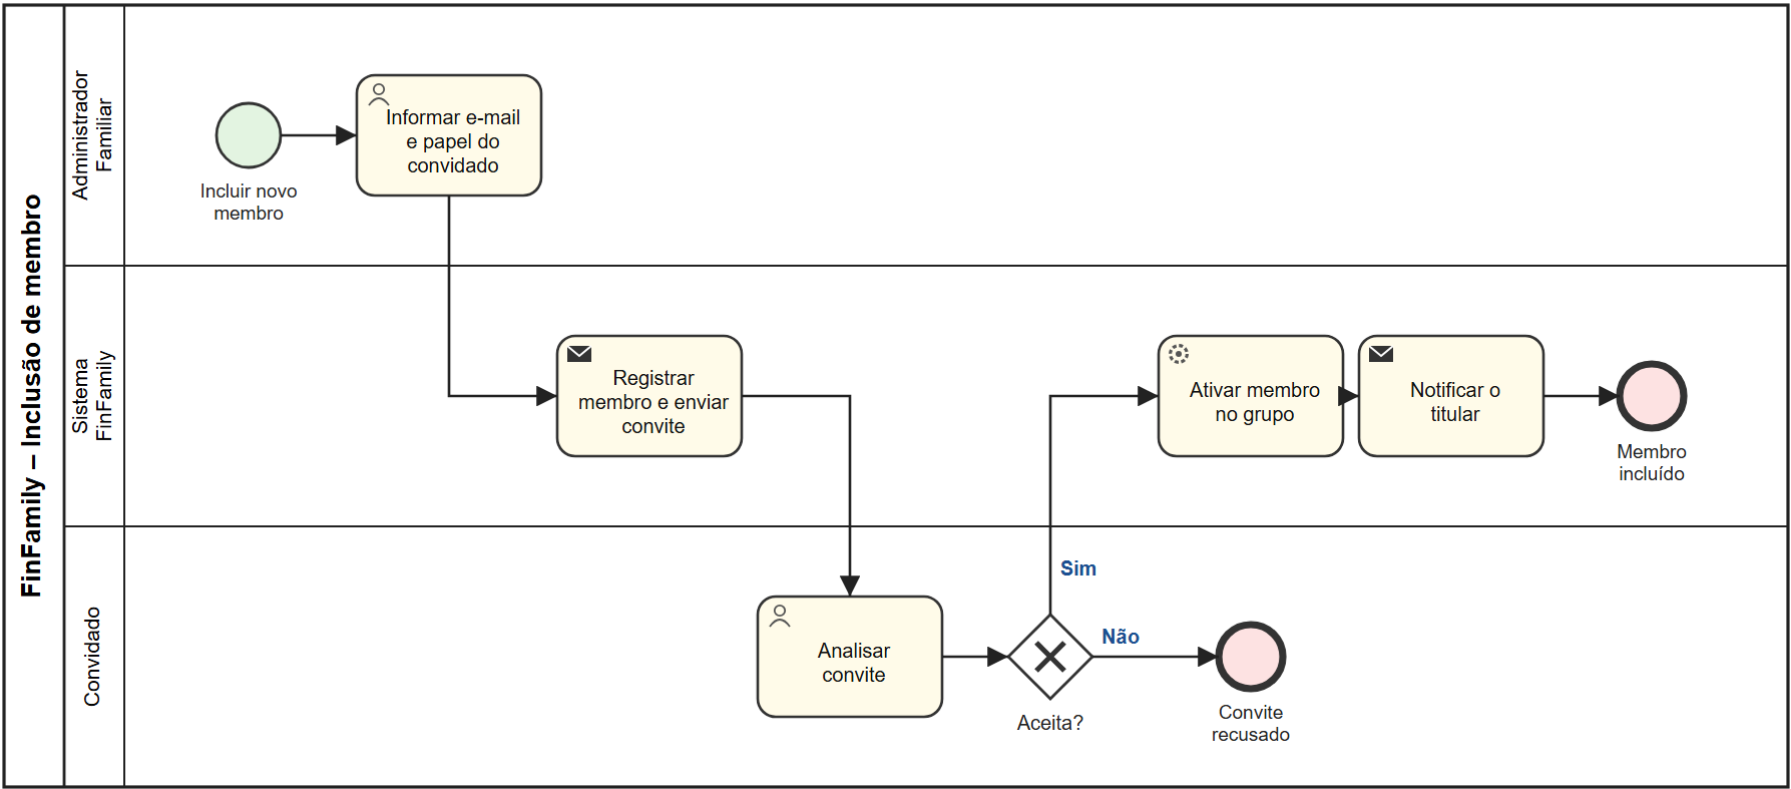 FinFamily – Inclusão de membro
Administrador
Familiar
Incluir novo
membro
Informar e-mail
e papel do
convidado
Sistema
FinFamily
Registrar
membro e enviar
convite
Ativar membro
no grupo
Notificar o
titular
Membro
incluído
Convidado
Analisar
convite
Aceita?
Sim
Não
Convite
recusado